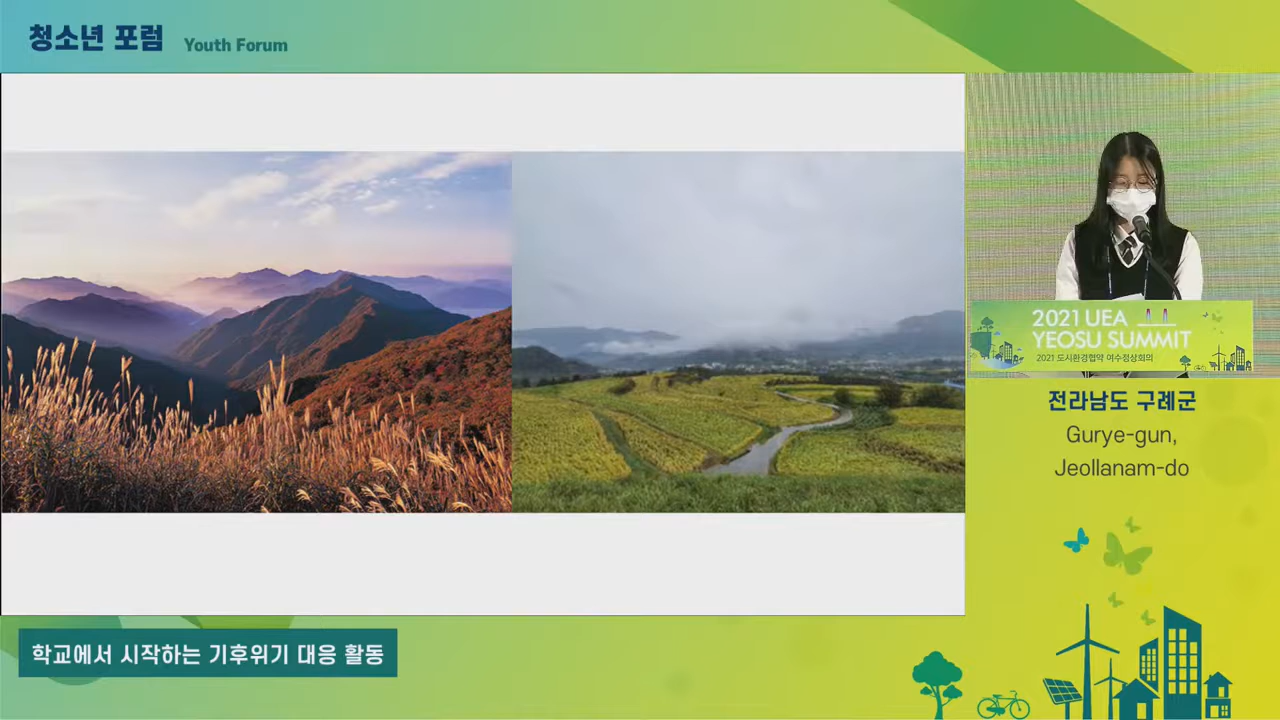 청소년 포럼 Youth Forum
2021 UEA
YEOSU SUMMIT
2021 도시환경협약 여수정상회의
전라남도 구례군
Gurye-gun,
Jeollanam-do
학교에서 시작하는 기후위기 대응 활동